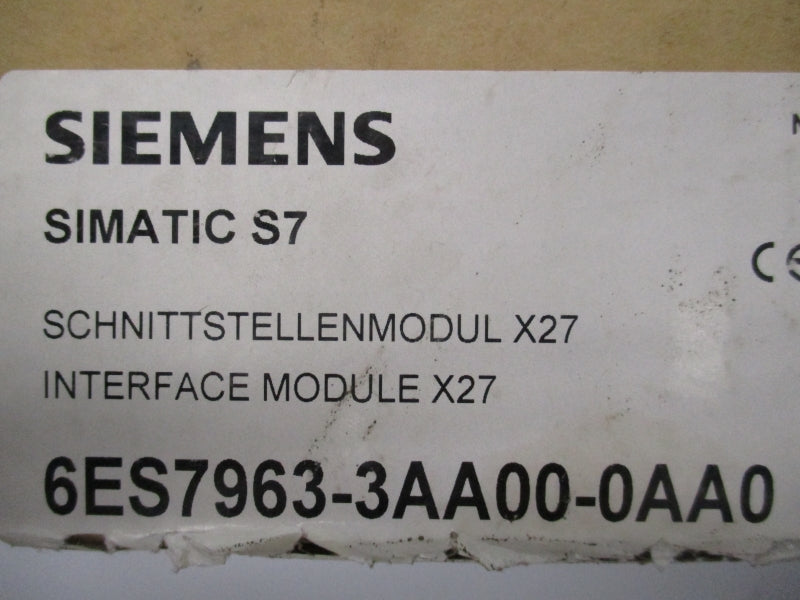 SIEMENS
SIMATIC S7
SCHNITTSTELLENMODUL X27
INTERFACE MODULE X27
6ES7963-3AA00-0AA0